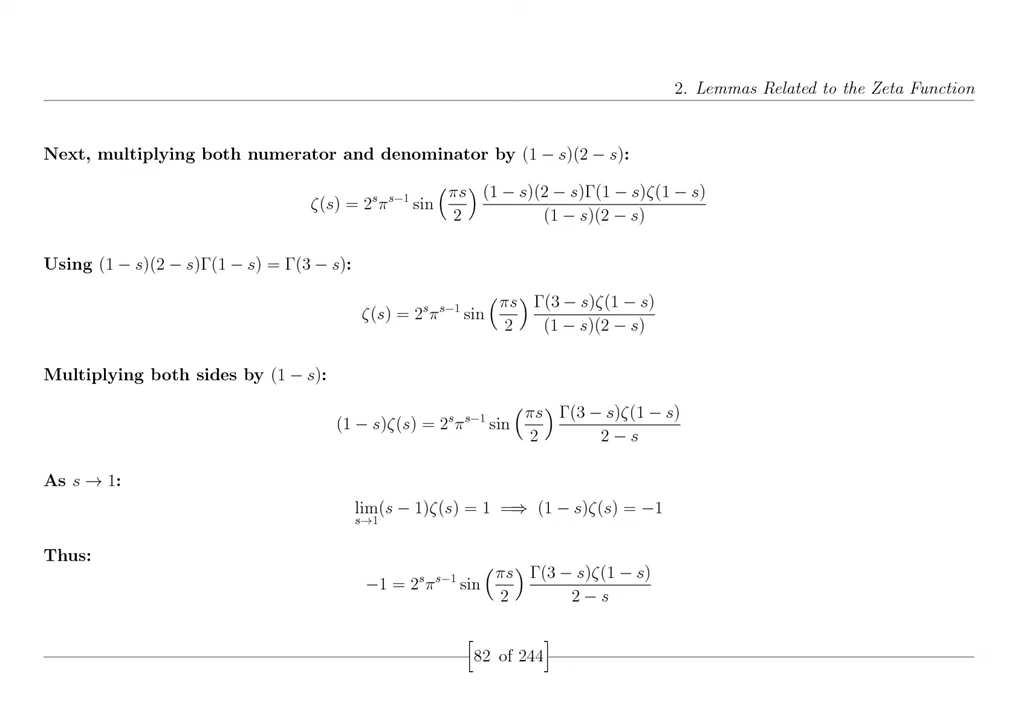 2. Lemmas Related to the Zeta Function
Next, multiplying both numerator and denominator by (1 − s)(2 − s):
ζ(s) = 2^s π^{s−1} sin (πs/2) (1 − s)(2 − s)Γ(1 − s)ζ(1 − s) / (1 − s)(2 − s)
Using (1 − s)(2 − s)Γ(1 − s) = Γ(3 − s):
ζ(s) = 2^s π^{s−1} sin (πs/2) Γ(3 − s)ζ(1 − s) / (1 − s)(2 − s)
Multiplying both sides by (1 − s):
(1 − s)ζ(s) = 2^s π^{s−1} sin (πs/2) Γ(3 − s)ζ(1 − s) / 2 − s
As s → 1:
lim_{s→1} (s − 1)ζ(s) = 1 ⟹ (1 − s)ζ(s) = −1
Thus:
−1 = 2^s π^{s−1} sin (πs/2) Γ(3 − s)ζ(1 − s) / 2 − s
[82 of 244]